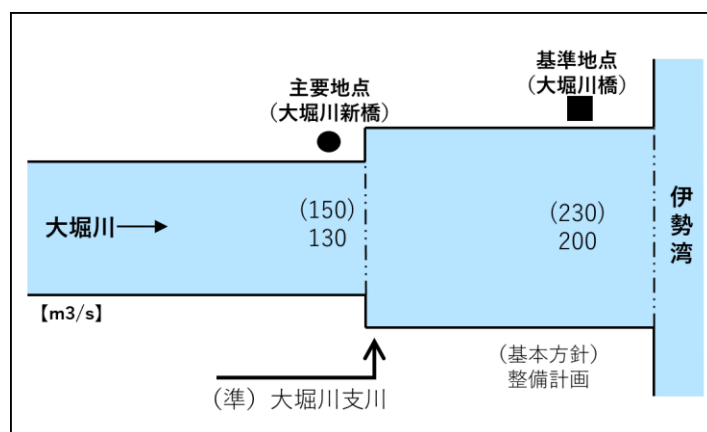 主要地点
（大堀川新橋）
基準地点
（大堀川橋）
大堀川
(150)
130
(230)
200
伊勢湾
【m3/s】
（準）大堀川支川
（基本方針）
整備計画